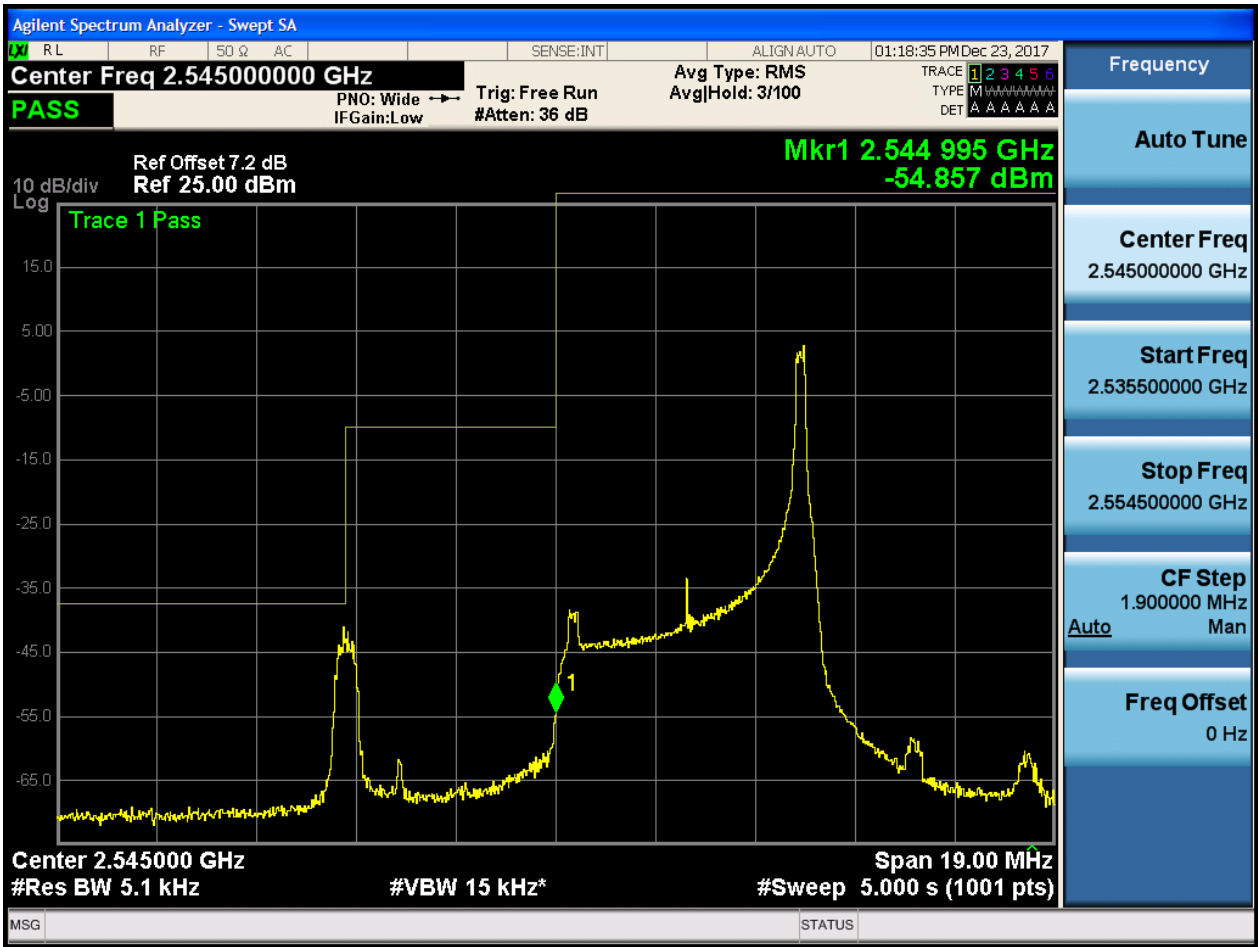 Agilent Spectrum Analyzer - Swept SA
LXI RL RF 50 Ω AC SENSE:INT ALIGN AUTO 01:18:35 PM Dec 23, 2017
Center Freq 2.545000000 GHz
PASS
PNO: Wide
IFGain:Low
Trig: Free Run
#Atten: 36 dB
Avg Type: RMS
Avg|Hold: 3/100
TRACE 1 2 3 4 5 6
TYPE M
DET A A A A A A
Mkr1 2.544 995 GHz
-54.857 dBm
Ref Offset 7.2 dB
10 dB/div Ref 25.00 dBm
Log
Trace 1 Pass
15.0
5.00
-5.00
-15.0
-25.0
-35.0
-45.0
-55.0
-65.0
1
Center 2.545000 GHz Span 19.00 MHz
#Res BW 5.1 kHz #VBW 15 kHz* #Sweep 5.000 s (1001 pts)
MSG STATUS
Frequency
Auto Tune
Center Freq
2.545000000 GHz
Start Freq
2.535500000 GHz
Stop Freq
2.554500000 GHz
CF Step
1.900000 MHz
Auto Man
Freq Offset
0 Hz